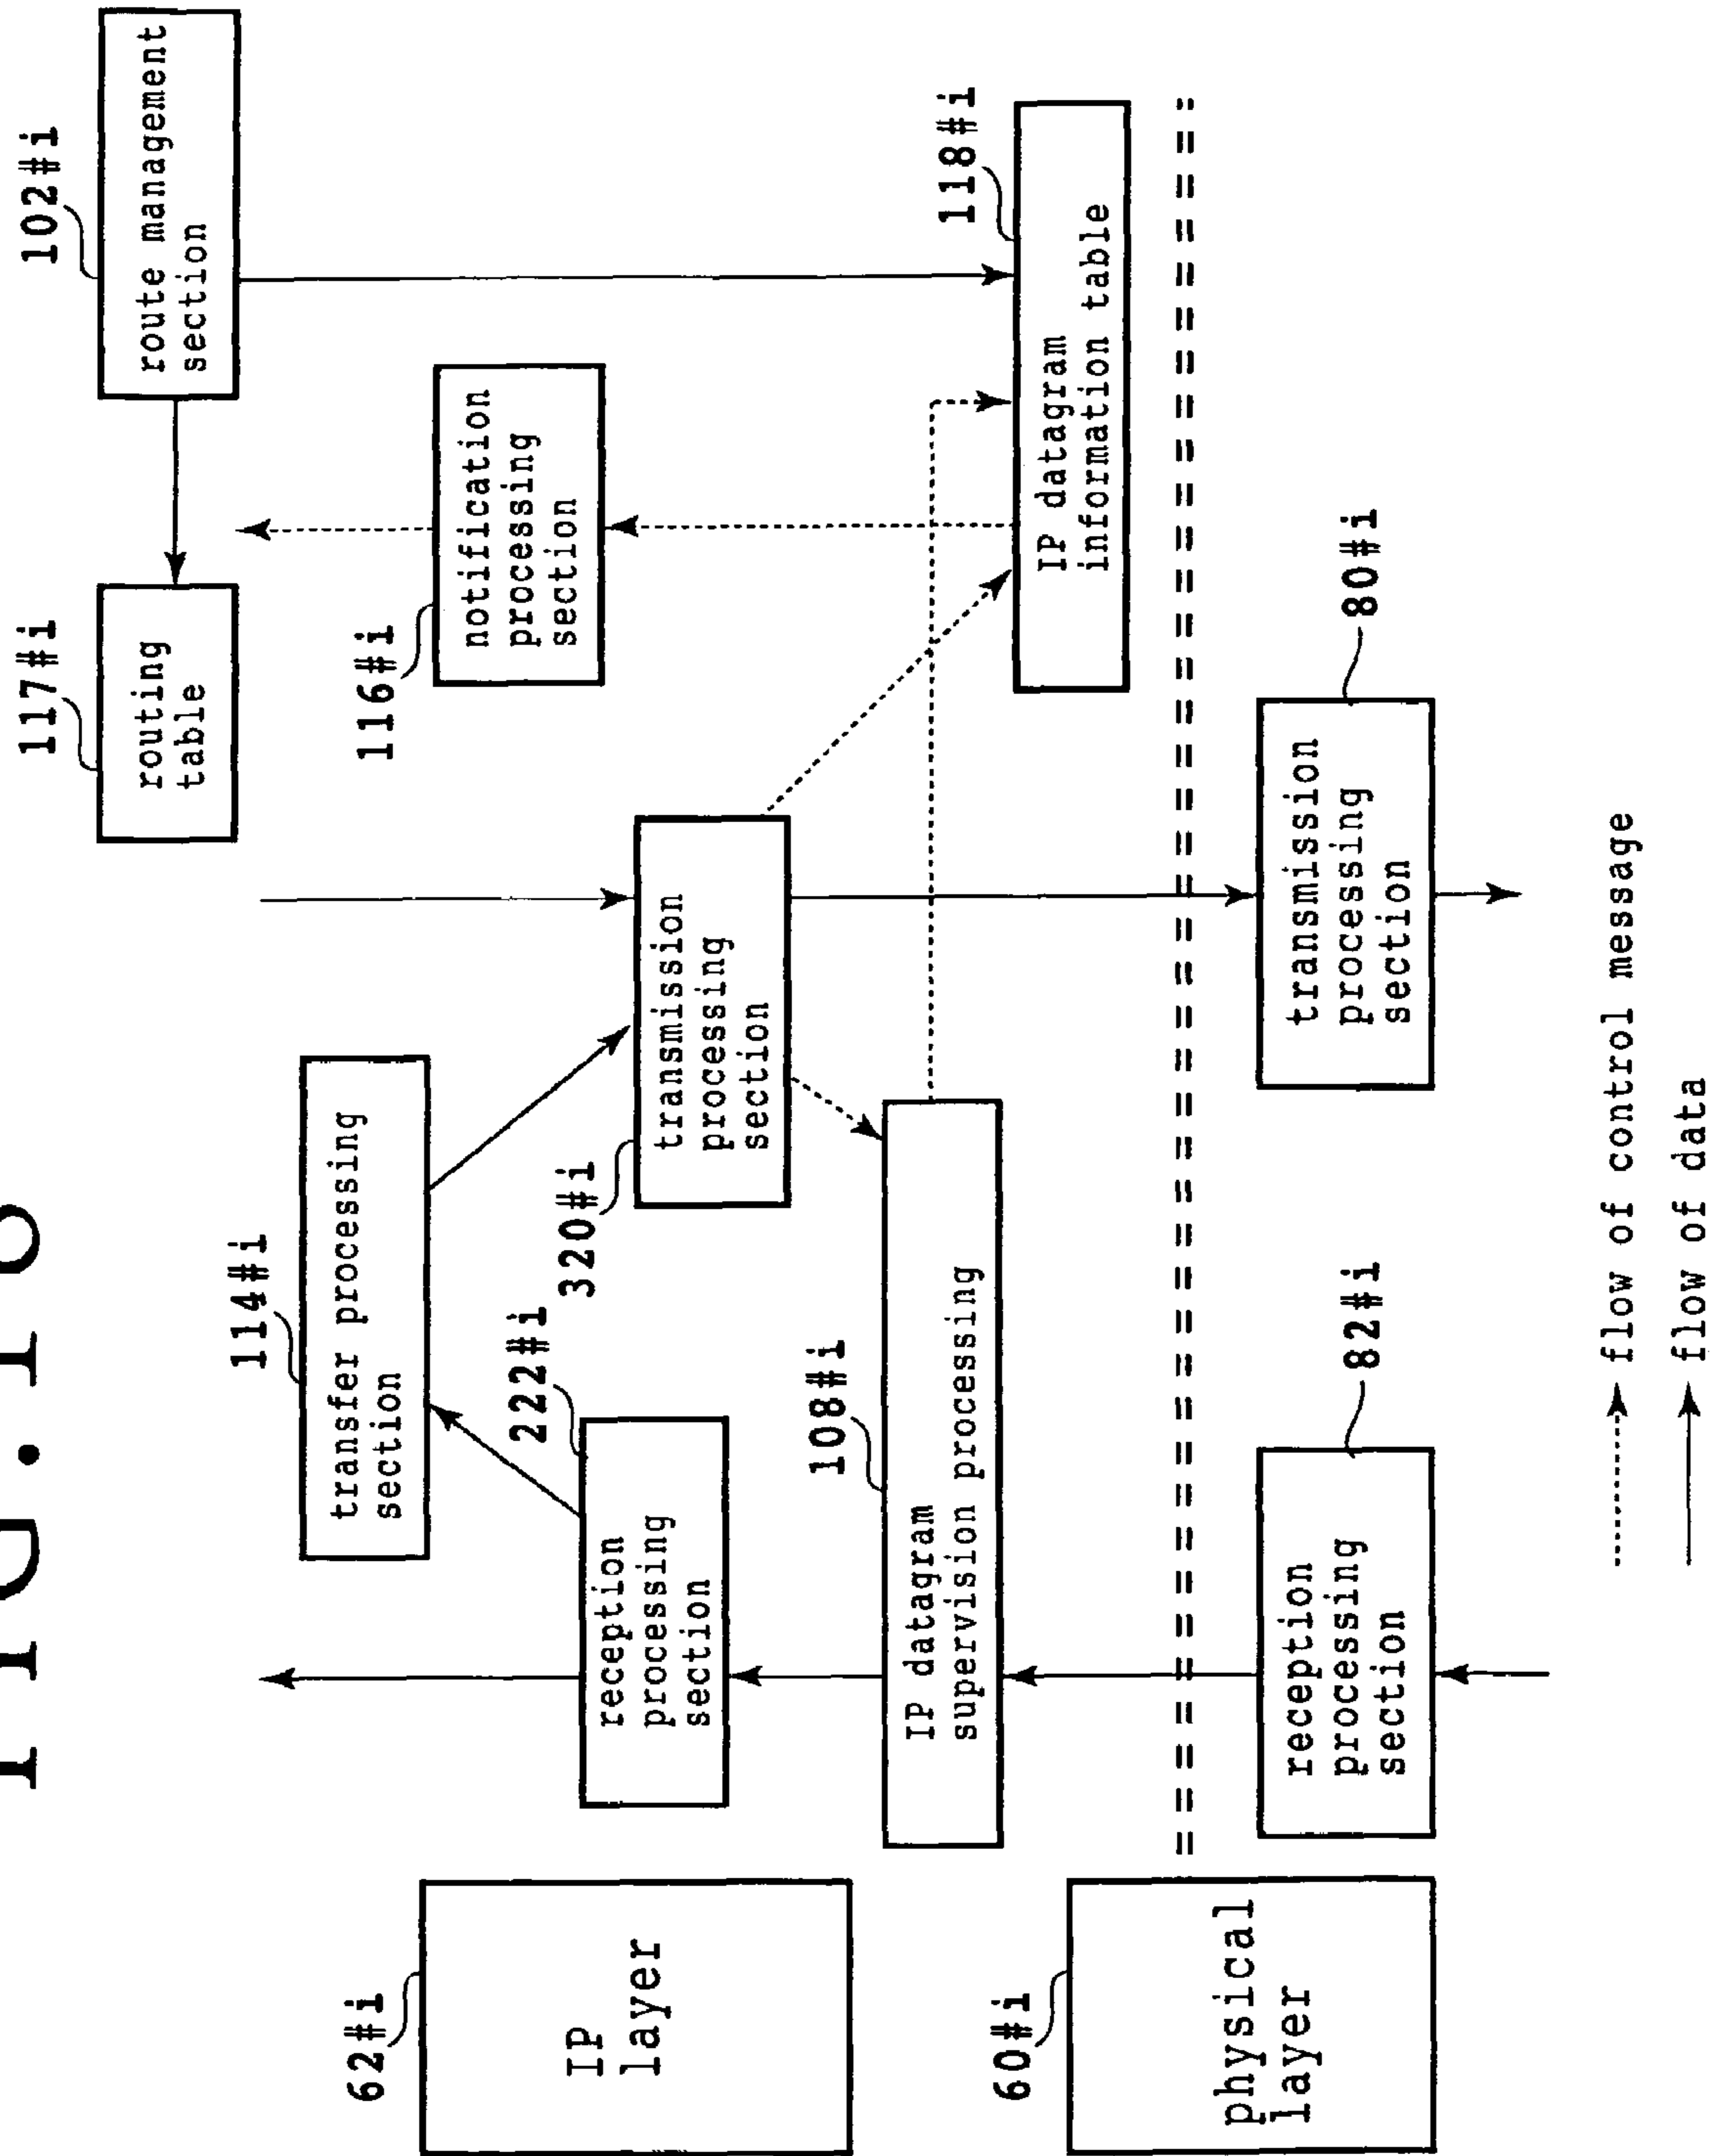 117#i
102#i
routing
table
route management
section
114#i
transfer processing
section
62#i
IP
layer
116#i
notification
processing
section
222#i
reception
processing
section
320#i
transmission
processing
section
108#i
IP datagram
supervision processing
118#i
IP datagram
information table
60#i
physical
layer
82#i
reception
processing
section
80#i
transmission
processing
section
flow of control message
flow of data